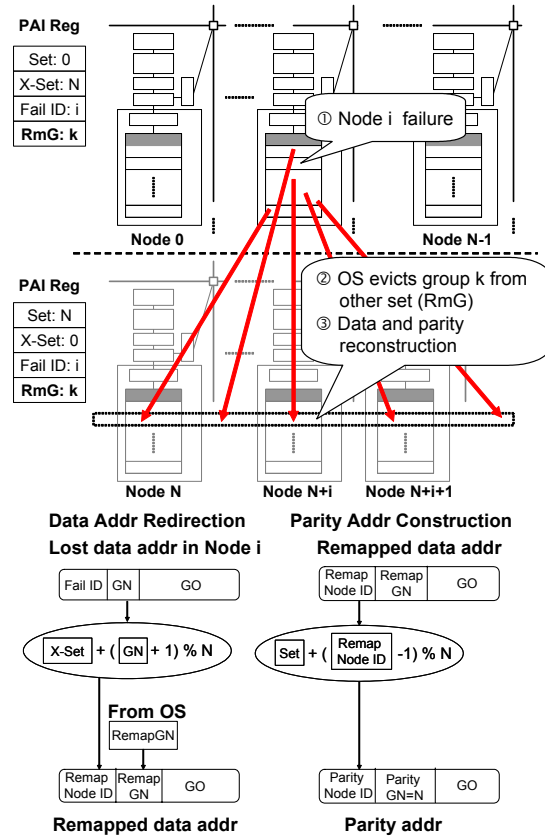 PAI Reg
Set: 0
X-Set: N
Fail ID: i
RmG: k
① Node i failure
Node 0
Node N-1
PAI Reg
Set: N
X-Set: 0
Fail ID: i
RmG: k
② OS evicts group k from
other set (RmG)
③ Data and parity
reconstruction
Node N
Node N+i
Node N+i+1
Data Addr Redirection
Lost data addr in Node i
Fail ID
GN
GO
X-Set + ( GN + 1) % N
From OS
RemapGN
Remap
Node ID
Remap
GN
GO
Remapped data addr
Parity Addr Construction
Remapped data addr
Remap
Node ID
Remap
GN
GO
Set + ( Remap
Node ID -1) % N
Parity
Node ID
Parity
GN=N
GO
Parity addr